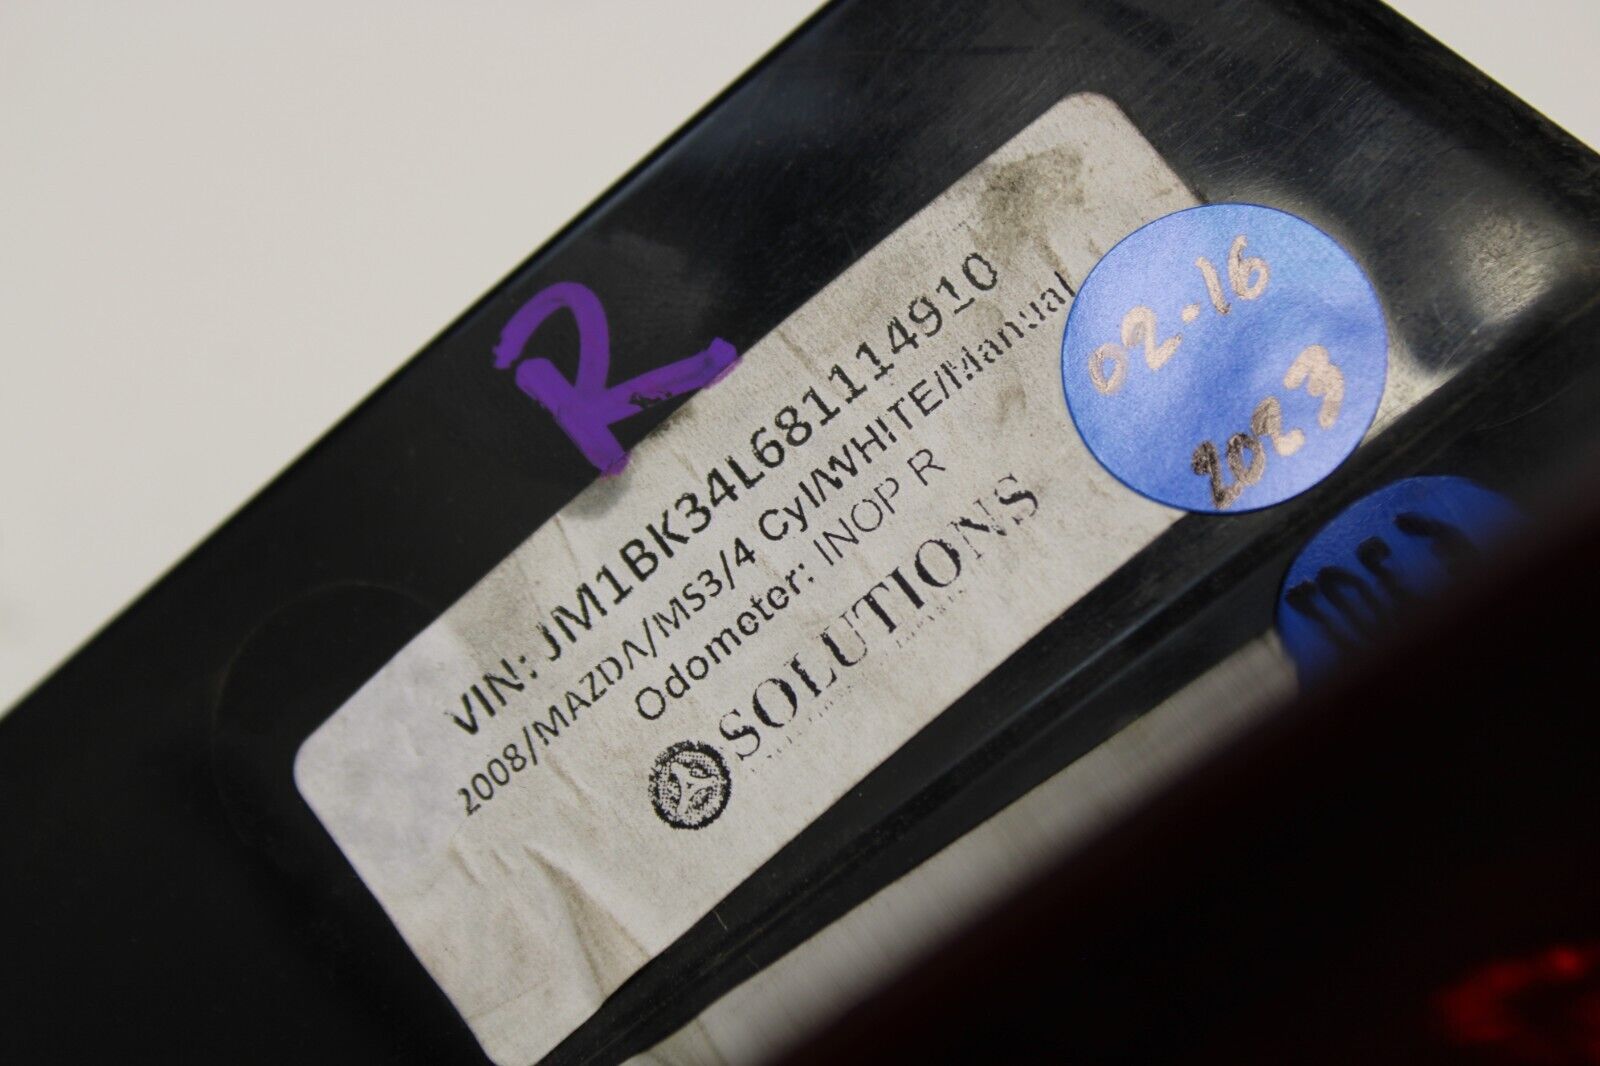 R
VIN: JM1BK34L681114910
2008/MAZDA/MS3/4 Cyl/WHITE/Manual
Odometer: INOP R
SOLUTIONS
02-16
2023